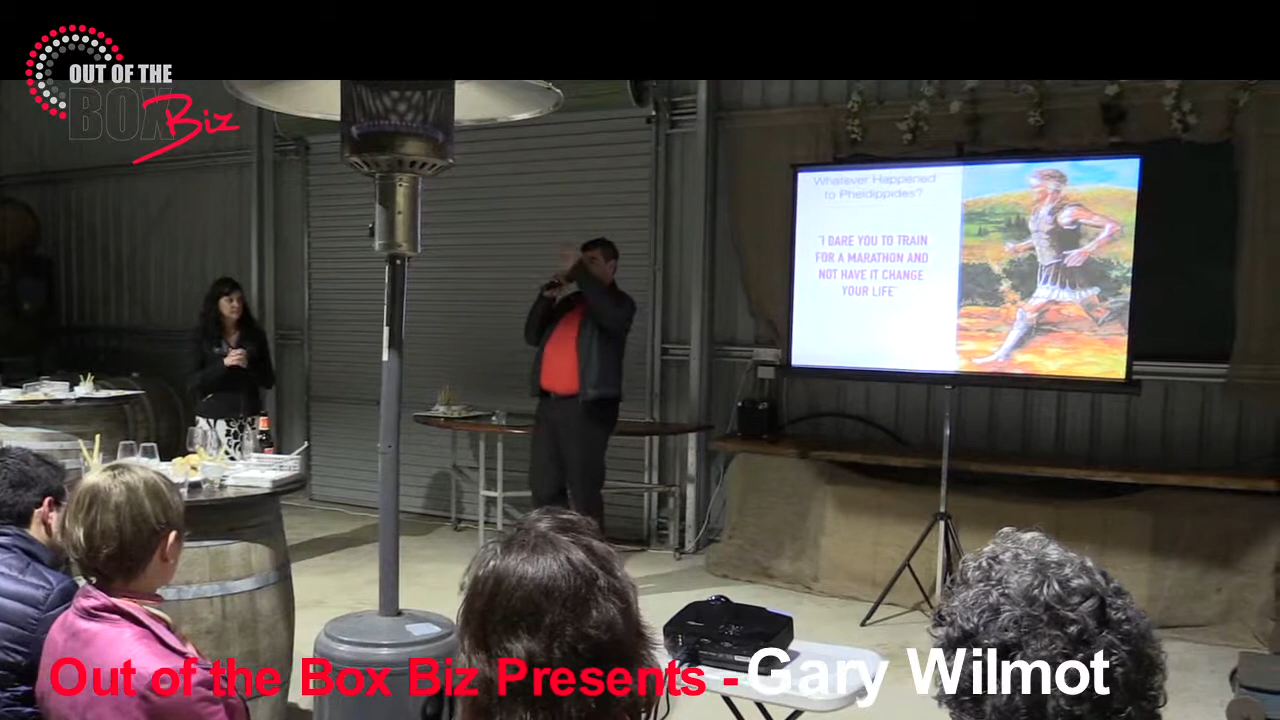 OUT OF THE
BOX Biz
Whatever Happened
to Pheidippides?
"I DARE YOU TO TRAIN
FOR A MARATHON AND
NOT HAVE IT CHANGE
YOUR LIFE"
Out of the Box Biz Presents - Gary Wilmot